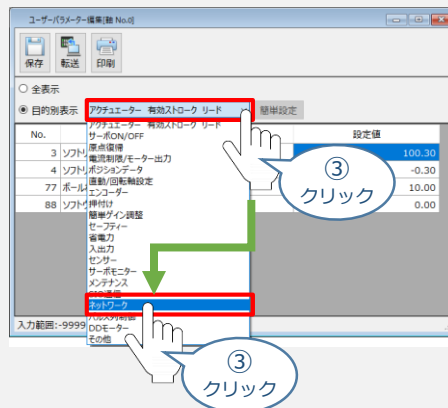 ユーザーパラメーター編集[軸 No.0]
保存 転送 印刷
全表示
目的別表示 アクチュエーター 有効ストローク リード 簡単設定
No. 設定値
3 ソフトリ 100.30
4 ソフトリ -0.30
77 ボール 10.00
88 ソフトウ 0.00
アクチュエーター 有効ストローク リード
サーボON/OFF
原点復帰
電流制限/モーター出力
ポジションデータ
直動/回転軸設定
エンコーダー
押付け
簡単ゲイン調整
セーフティー
省電力
入出力
センサー
サーボモニター
メンテナンス
ネットワーク
パルス列制御
DDモーター
その他
入力範囲:-9999
③
クリック
③
クリック